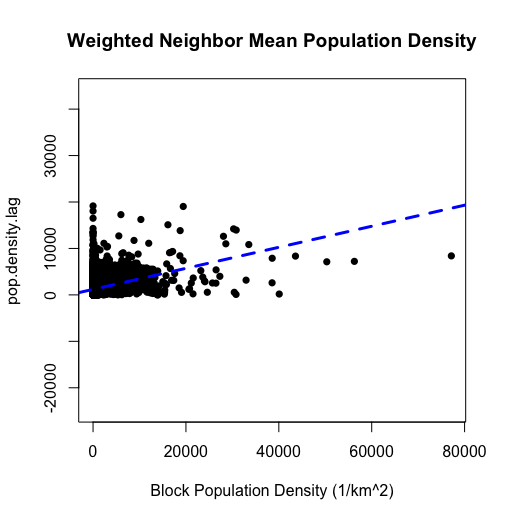 Weighted Neighbor Mean Population Density
pop.density.lag
30000
10000
0
-20000
0 20000 40000 60000 80000
Block Population Density (1/km^2)